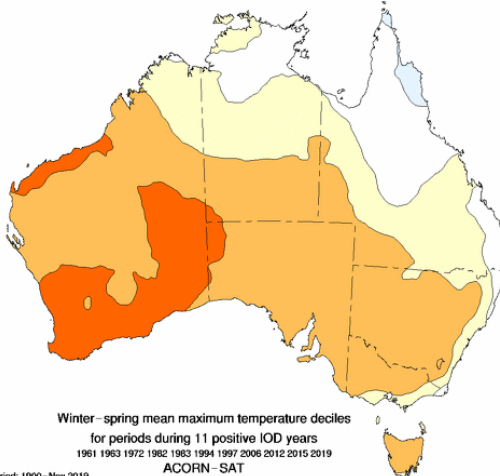 Winter-spring mean maximum temperature deciles
for periods during 11 positive IOD years
1961 1963 1972 1982 1983 1994 1997 2006 2012 2015 2019
ACORN-SAT